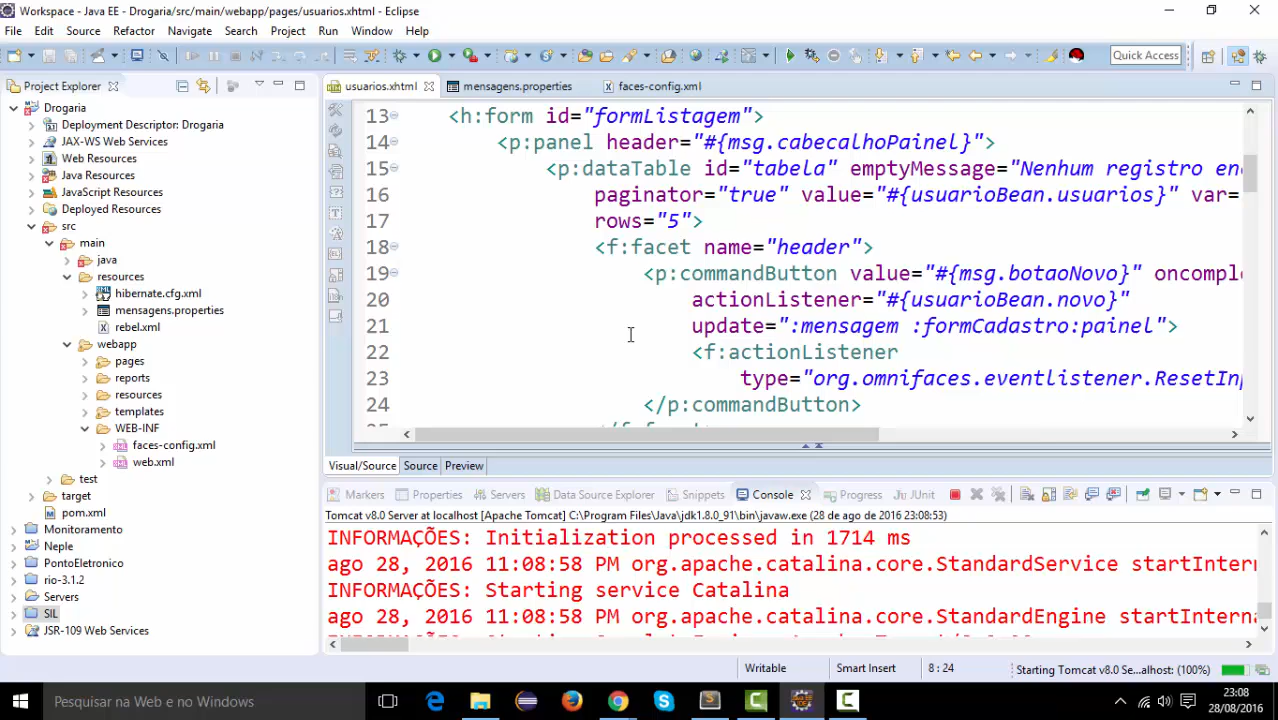 Workspace - Java EE - Drogaria/src/main/webapp/pages/usuarios.xhtml - Eclipse
File Edit Source Refactor Navigate Search Project Run Window Help
Quick Access
Project Explorer
usuarios.xhtml mensagens.properties faces-config.xml
Drogaria
Deployment Descriptor: Drogaria
JAX-WS Web Services
Web Resources
Java Resources
JavaScript Resources
Deployed Resources
src
main
java
resources
hibernate.cfg.xml
mensagens.properties
rebel.xml
webapp
pages
reports
resources
templates
WEB-INF
faces-config.xml
web.xml
test
target
pom.xml
Monitoramento
Neple
PontoEletronico
rio-3.1.2
Servers
SIL
JSR-109 Web Services
13 <h:form id="formListagem">
14 <p:panel header="#{msg.cabecalhoPainel}">
15 <p:dataTable id="tabela" emptyMessage="Nenhum registro en
16 paginator="true" value="#{usuarioBean.usuarios}" var=
17 rows="5">
18 <f:facet name="header">
19 <p:commandButton value="#{msg.botaoNovo}" oncomple
20 actionListener="#{usuarioBean.novo}"
21 update=":mensagem :formCadastro:painel">
22 <f:actionListener
23 type="org.omnifaces.eventlistener.ResetInp
24 </p:commandButton>
Visual/Source Source Preview
Markers Properties Servers Data Source Explorer Snippets Console Progress JUnit
Tomcat v8.0 Server at localhost [Apache Tomcat] C:\Program Files\Java\jdk1.8.0_91\bin\javaw.exe (28 de ago de 2016 23:08:53)
INFORMAÇÕES: Initialization processed in 1714 ms
ago 28, 2016 11:08:58 PM org.apache.catalina.core.StandardService startIntern
INFORMAÇÕES: Starting service Catalina
ago 28, 2016 11:08:58 PM org.apache.catalina.core.StandardEngine startInterna
Writable Smart Insert 8 : 24 Starting Tomcat v8.0 Se...alhost: (100%)
Pesquisar na Web e no Windows
23:08
28/08/2016